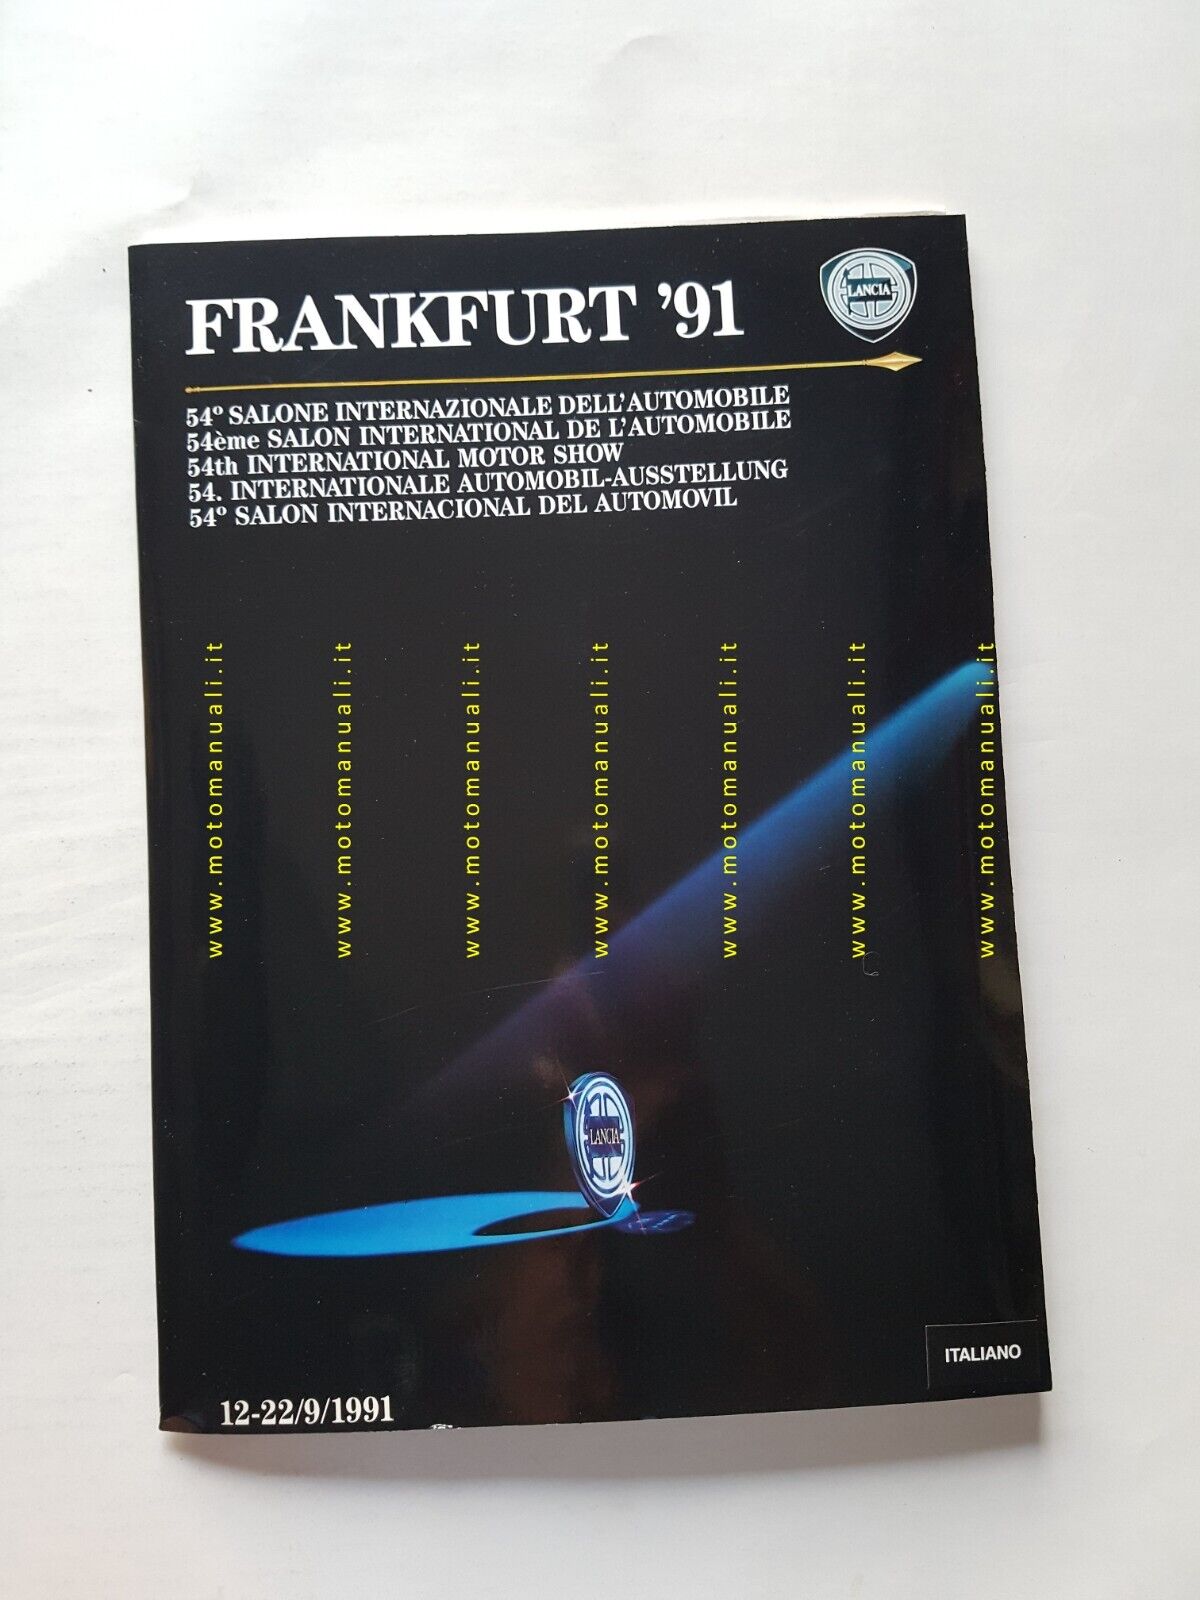 FRANKFURT '91
LANCIA
54º SALONE INTERNAZIONALE DELL'AUTOMOBILE
54ème SALON INTERNATIONAL DE L'AUTOMOBILE
54th INTERNATIONAL MOTOR SHOW
54. INTERNATIONALE AUTOMOBIL-AUSSTELLUNG
54º SALON INTERNACIONAL DEL AUTOMOVIL
www.motomanuali.it
www.motomanuali.it
www.motomanuali.it
www.motomanuali.it
www.motomanuali.it
www.motomanuali.it
www.motomanuali.it
LANCIA
ITALIANO
12-22/9/1991